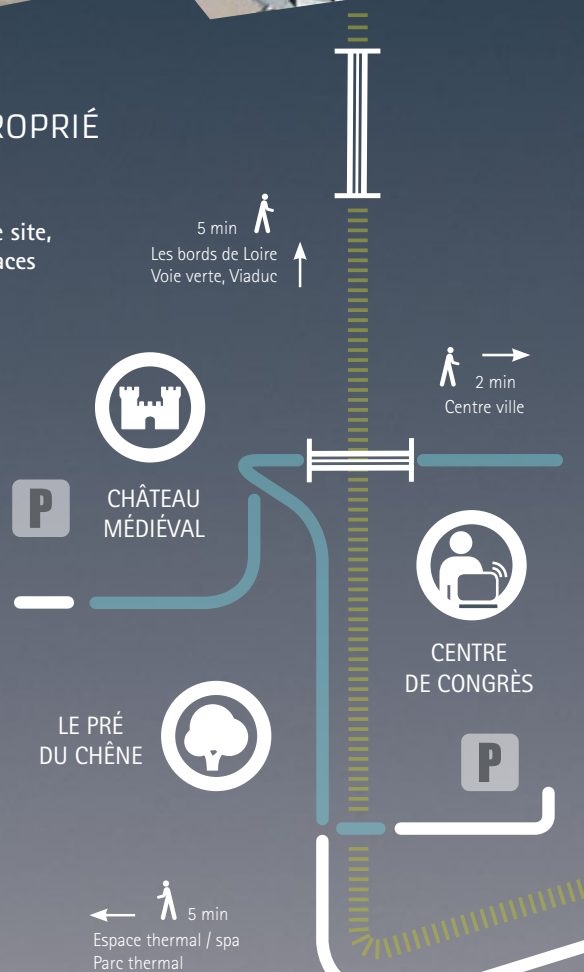 ROPRIÉ
site,
5 min
Les bords de Loire
Voie verte, Viaduc
2 min
Centre ville
CHÂTEAU
MÉDIÉVAL
P
CENTRE
DE CONGRÈS
LE PRÉ
DU CHÊNE
P
5 min
Espace thermal / spa
Parc thermal